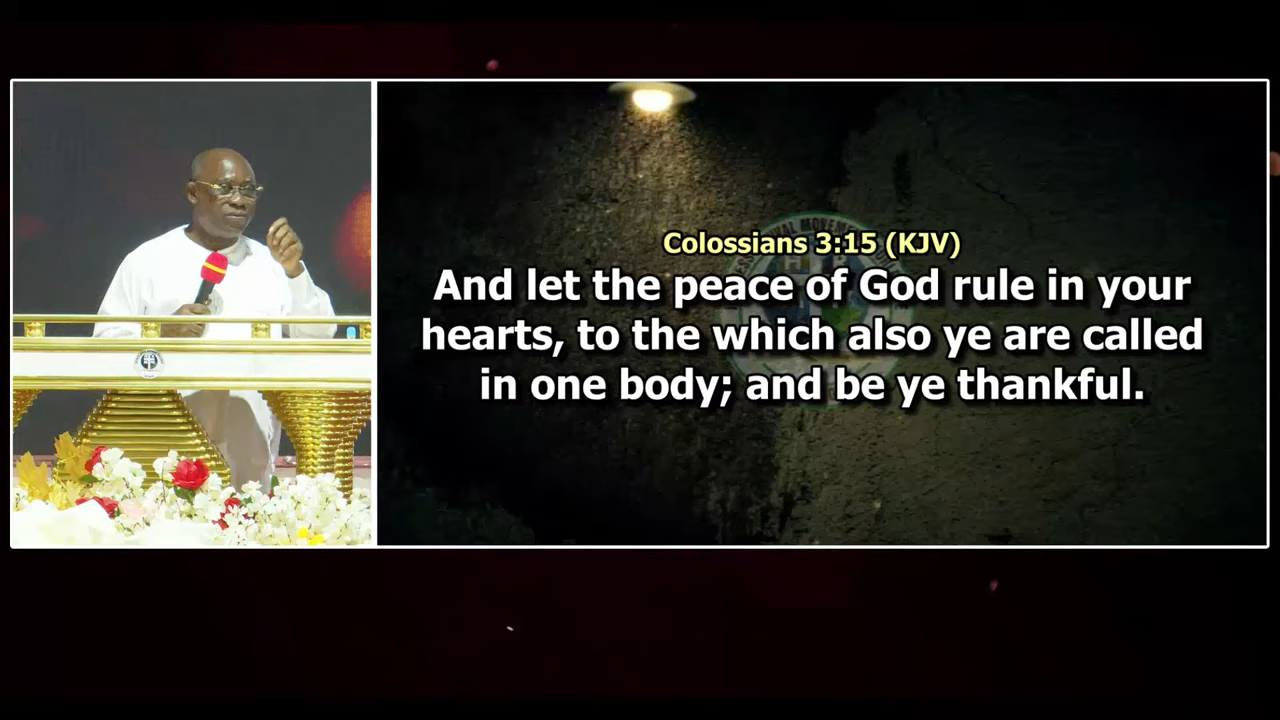 Colossians 3:15 (KJV)
And let the peace of God rule in your
hearts, to the which also ye are called
in one body; and be ye thankful.